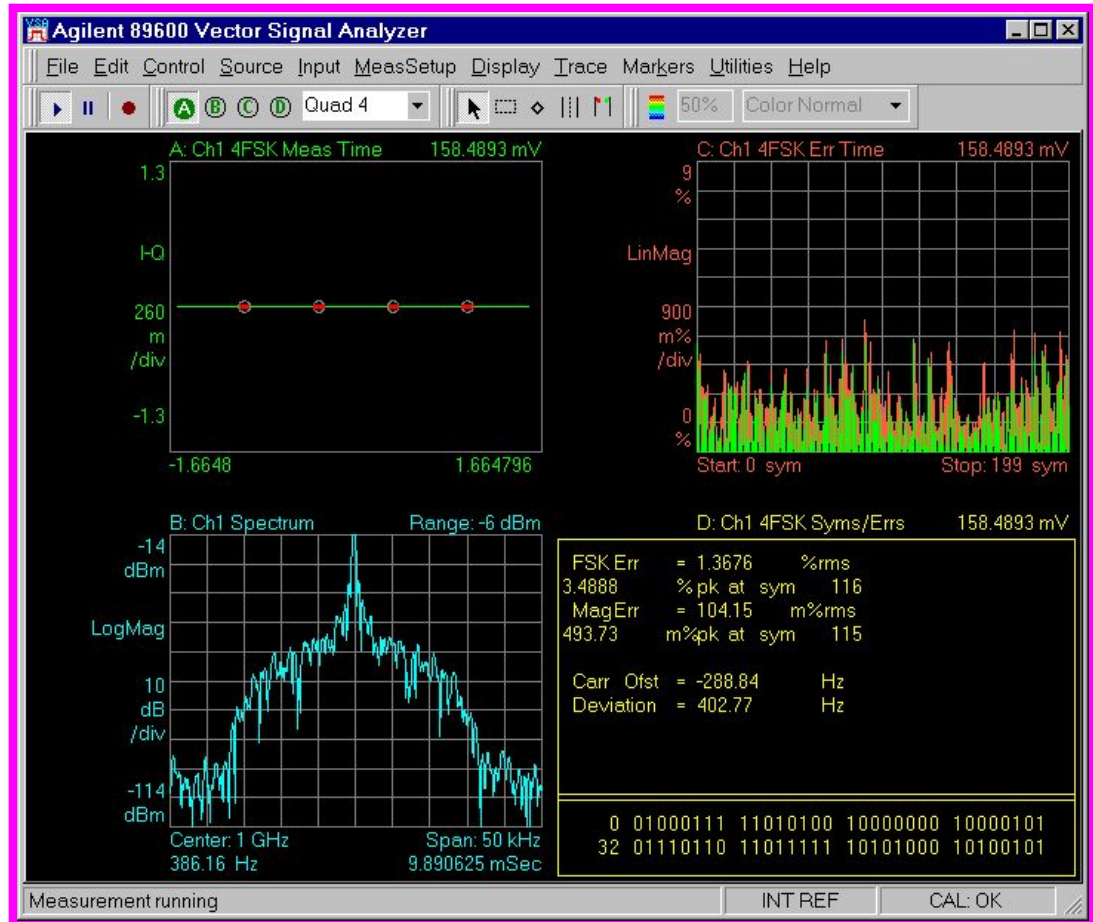 VSA Agilent 89600 Vector Signal Analyzer
File Edit Control Source Input MeasSetup Display Trace Markers Utilities Help
A B C D Quad 4 50% Color Normal
A: Ch1 4FSK Meas Time 158.4893 mV
1.3
I-Q
260
m
/div
-1.3
-1.6648 1.664796
C: Ch1 4FSK Err Time 158.4893 mV
9
%
LinMag
900
m%
/div
0
%
Start: 0 sym Stop: 199 sym
B: Ch1 Spectrum Range: -6 dBm
-14
dBm
LogMag
10
dB
/div
-114
dBm
Center: 1 GHz Span: 50 kHz
386.16 Hz 9.890625 mSec
D: Ch1 4FSK Syms/Errs 158.4893 mV
FSK Err = 1.3676 %rms
3.4888 % pk at sym 116
MagErr = 104.15 m%rms
493.73 m%pk at sym 115
Carr Ofst = -288.84 Hz
Deviation = 402.77 Hz
0 01000111 11010100 10000000 10000101
32 01110110 11011111 10101000 10100101
Measurement running INT REF CAL: OK